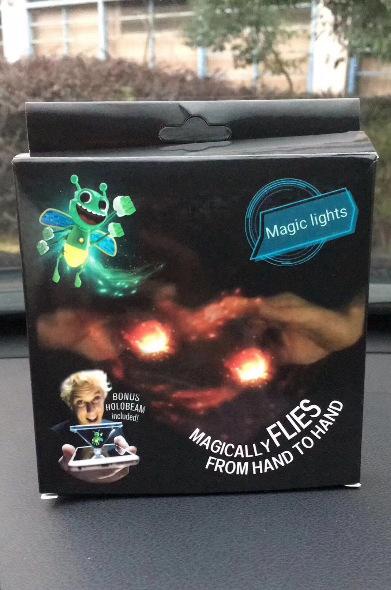 Magic lights
BONUS
HOLOBEAM
included!
MAGICALLY FLIES
FROM HAND TO HAND